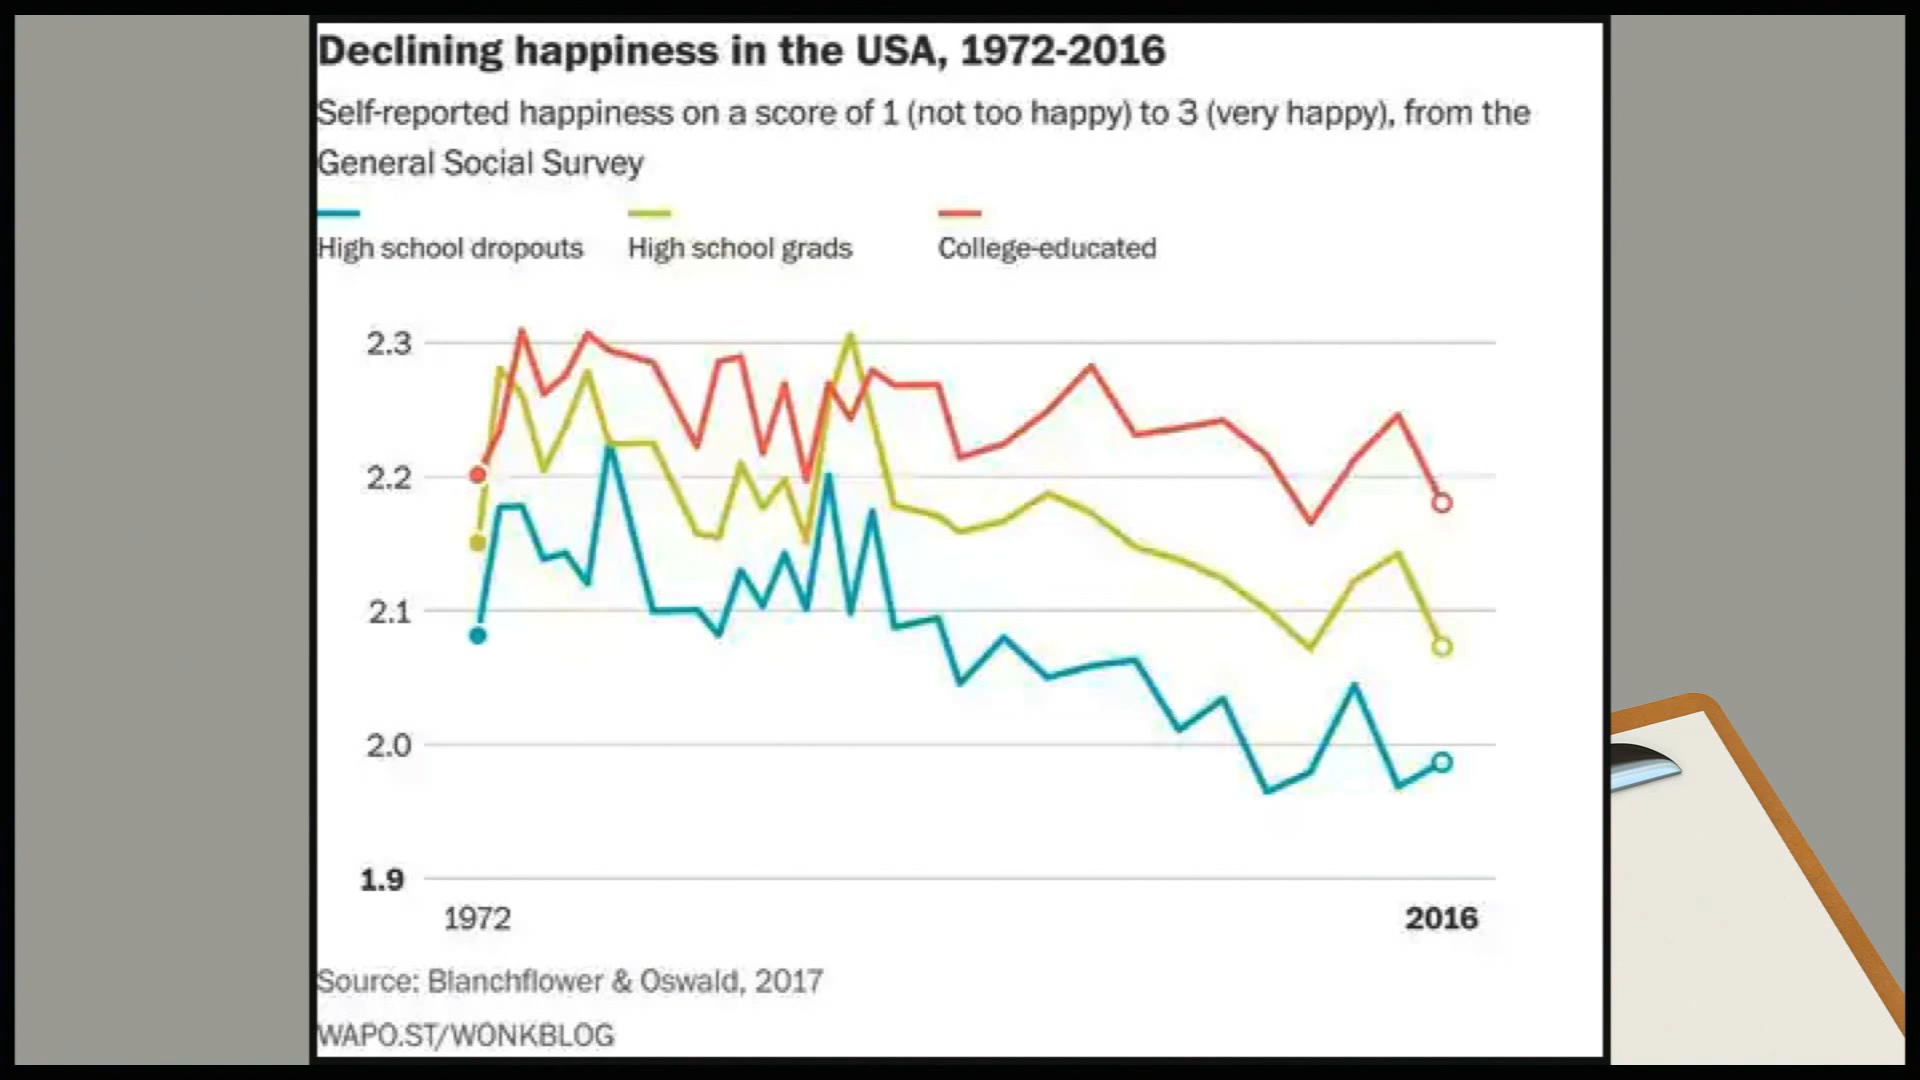 Declining happiness in the USA, 1972-2016
Self-reported happiness on a score of 1 (not too happy) to 3 (very happy), from the
General Social Survey
High school dropouts High school grads College-educated
2.3
2.2
2.1
2.0
1.9
1972 2016
Source: Blanchflower & Oswald, 2017
WAPO.ST/WONKBLOG